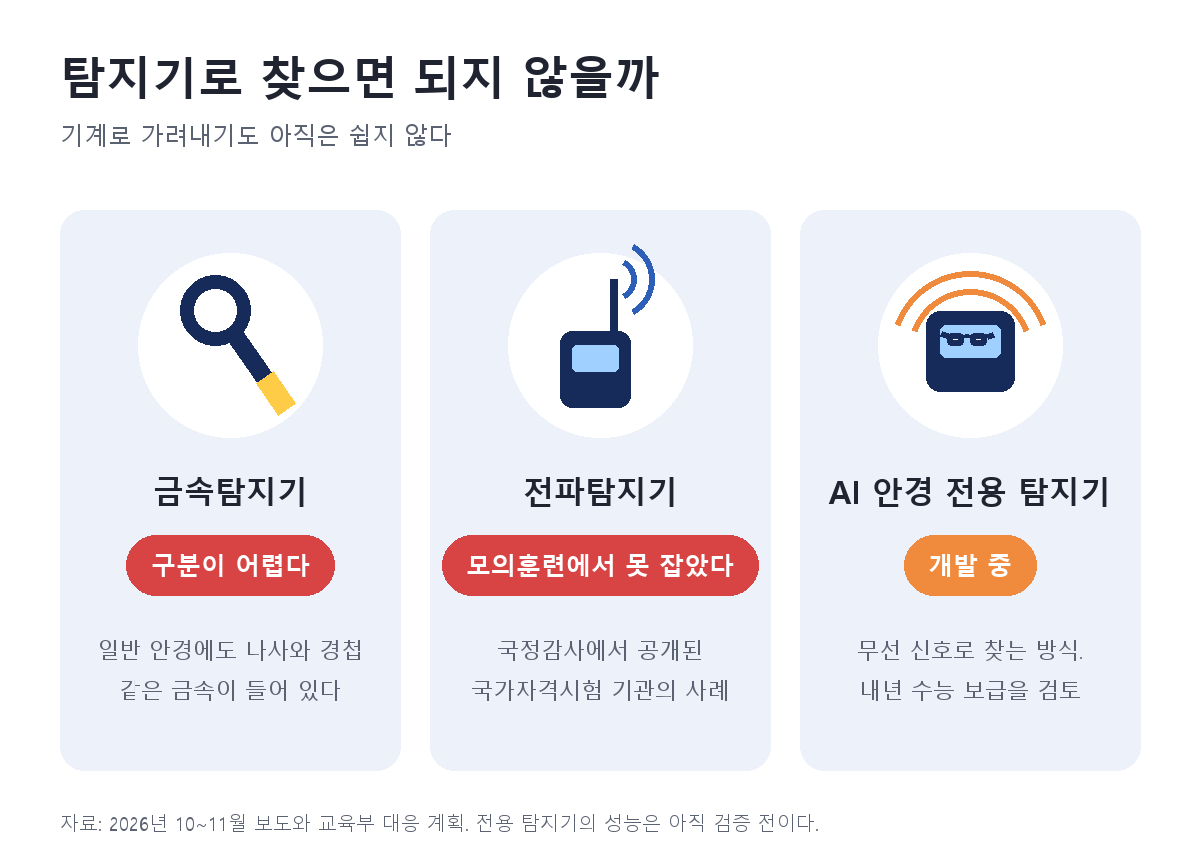 탐지기로 찾으면 되지 않을까
기계로 가려내기도 아직은 쉽지 않다
금속탐지기
구분이 어렵다
일반 안경에도 나사와 경첩
같은 금속이 들어 있다
전파탐지기
모의훈련에서 못 잡았다
국정감사에서 공개된
국가자격시험 기관의 사례
AI 안경 전용 탐지기
개발 중
무선 신호로 찾는 방식.
내년 수능 보급을 검토
자료: 2026년 10~11월 보도와 교육부 대응 계획. 전용 탐지기의 성능은 아직 검증 전이다.